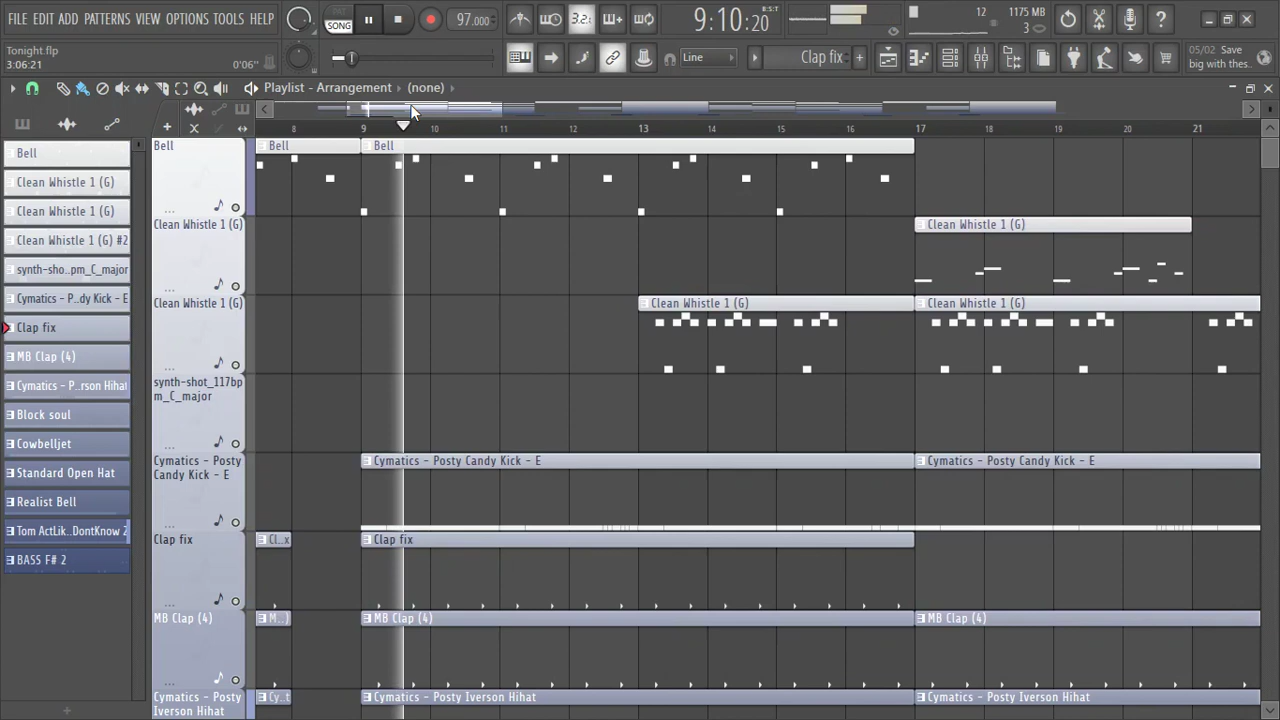 FILE EDIT ADD PATTERNS VIEW OPTIONS TOOLS HELP
PAT
SONG
97.000
3.2
9:10:20
B:S:T
12
1175 MB
3
Tonight.flp
3:06:21
0'06"
Line
Clap fix
05/02 Save
big with thes..
Playlist - Arrangement
(none)
8
9
10
11
12
13
14
15
16
17
18
19
20
21
Bell
Clean Whistle 1 (G)
Clean Whistle 1 (G)
Clean Whistle 1 (G) #2
synth-sho..pm_C_major
Cymatics - P..dy Kick - E
Clap fix
MB Clap (4)
Cymatics - P..rson Hihat
Block soul
Cowbelljet
Standard Open Hat
Realist Bell
Tom ActLik..DontKnow 2
BASS F# 2
Bell
Bell
Bell
Clean Whistle 1 (G)
Clean Whistle 1 (G)
Clean Whistle 1 (G)
Clean Whistle 1 (G)
Clean Whistle 1 (G)
synth-shot_117bp
m_C_major
Cymatics - Posty
Candy Kick - E
Cymatics - Posty Candy Kick - E
Cymatics - Posty Candy Kick - E
Clap fix
Cl..x
Clap fix
MB Clap (4)
M..)
MB Clap (4)
MB Clap (4)
Cymatics - Posty
Iverson Hihat
Cy..t
Cymatics - Posty Iverson Hihat
Cymatics - Posty Iverson Hihat